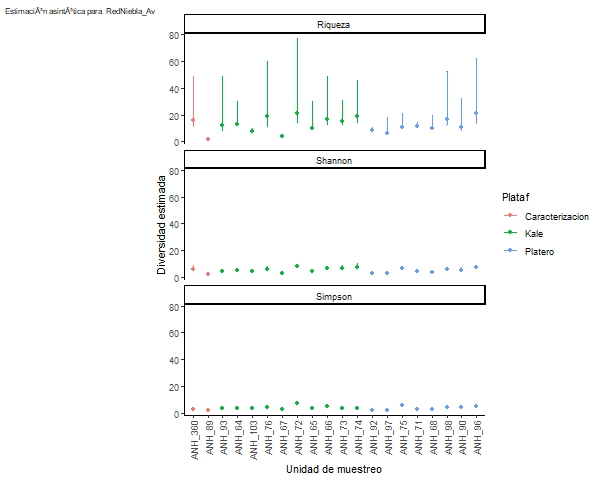 EstimaciÃ³n asintÃ³tica para RedNiebla_Av
Riqueza
80
60
40
20
0
Shannon
80
60
40
20
0
Simpson
80
60
40
20
0
Diversidad estimada
ANH_360
ANH_89
ANH_93
ANH_64
ANH_103
ANH_76
ANH_67
ANH_72
ANH_65
ANH_66
ANH_73
ANH_74
ANH_92
ANH_97
ANH_75
ANH_71
ANH_68
ANH_98
ANH_90
ANH_96
Unidad de muestreo
Plataf
Caracterizacion
Kale
Platero